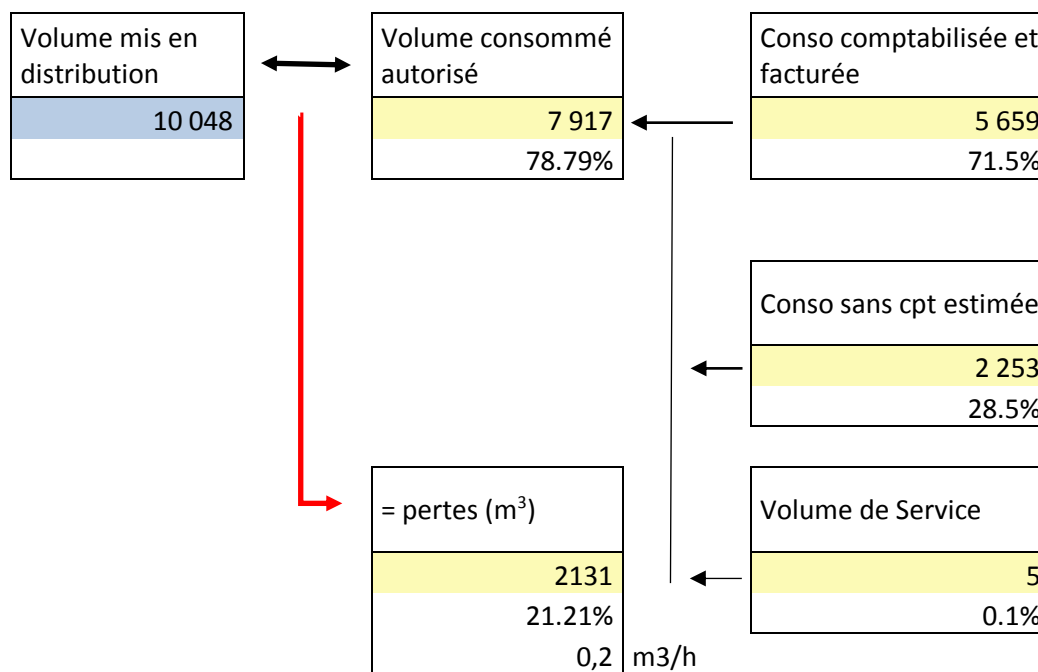 Volume mis en
distribution
10 048
Volume consommé
autorisé
7 917
78.79%
Conso comptabilisée et
facturée
5 659
71.5%
Conso sans cpt estimée
2 253
28.5%
= pertes (m³)
2131
21.21%
0,2 m3/h
Volume de Service
5
0.1%